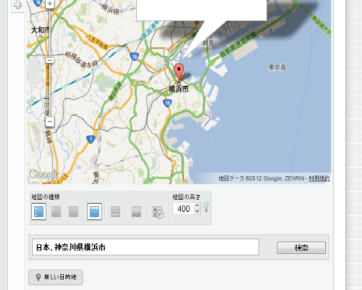 大和市
横浜市
東京湾
Google
地図データ ©2012 Google, ZENRIN - 利用規約
地図の種類
地図の高さ
400
日本、神奈川県横浜市
検索
新しい目的地